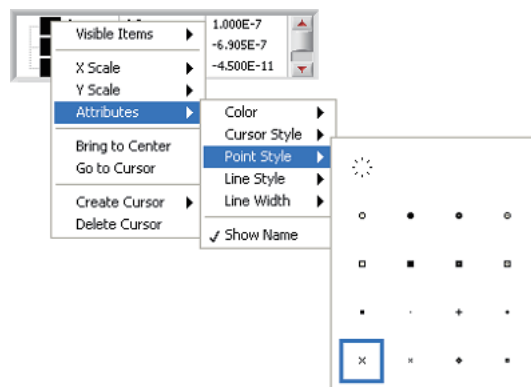 1.000E-7
-6.905E-7
-4.500E-11
Visible Items
X Scale
Y Scale
Attributes
Bring to Center
Go to Cursor
Create Cursor
Delete Cursor
Color
Cursor Style
Point Style
Line Style
Line Width
✓ Show Name